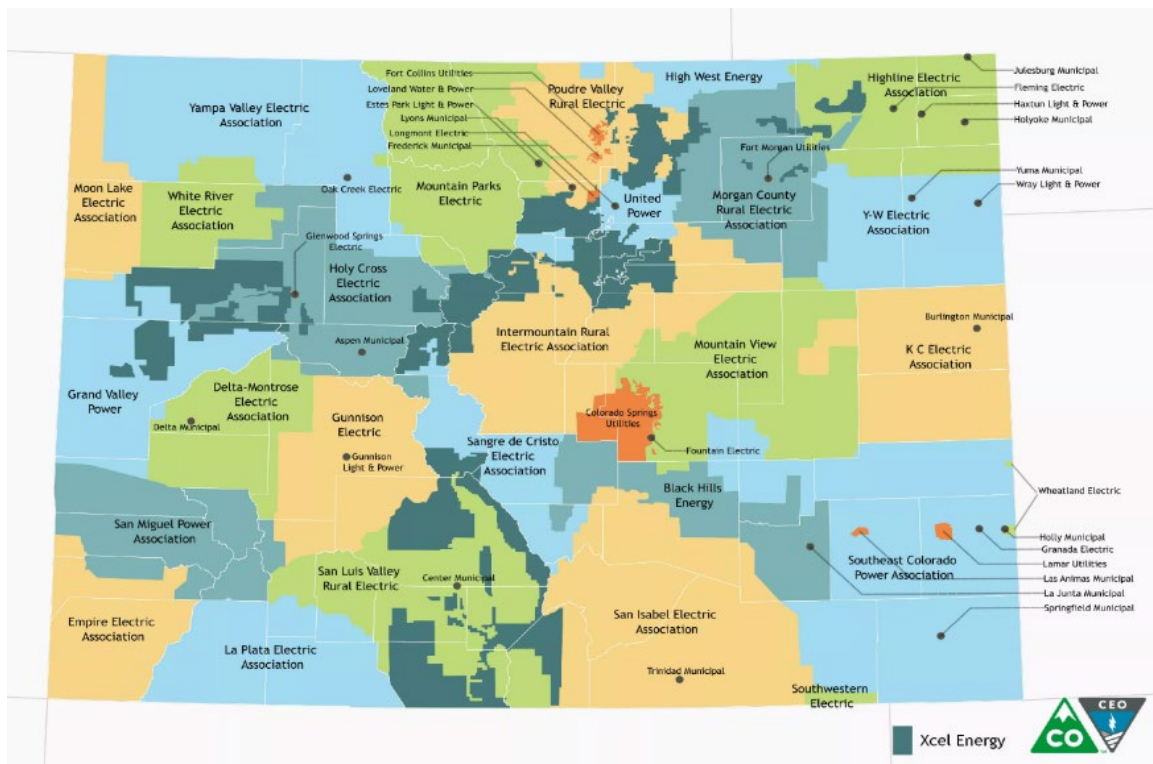 Fort Collins Utilities
Loveland Water & Power
Estes Park Light & Power
Lyons Municipal
Longmont Electric
Frederick Municipal
Poudre Valley
Rural Electric
High West Energy
Highline Electric
Association
Julesburg Municipal
Fleming Electric
Haxtun Light & Power
Holyoke Municipal
Yampa Valley Electric
Association
Oak Creek Electric
Moon Lake
Electric
Association
White River
Electric
Association
Mountain Parks
Electric
United
Power
Fort Morgan Utilities
Morgan County
Rural Electric
Association
Yuma Municipal
Wray Light & Power
Y-W Electric
Association
Glenwood Springs
Electric
Holy Cross
Electric
Association
Aspen Municipal
Intermountain Rural
Electric Association
Mountain View
Electric
Association
Burlington Municipal
K C Electric
Association
Grand Valley
Power
Delta-Montrose
Electric
Association
Delta Municipal
Gunnison
Electric
Gunnison
Light & Power
Colorado Springs
Utilities
Fountain Electric
Sangre de Cristo
Electric
Association
Black Hills
Energy
Wheatland Electric
San Miguel Power
Association
San Luis Valley
Rural Electric
Center Municipal
Southeast Colorado
Power Association
Holly Municipal
Granada Electric
Lamar Utilities
Las Animas Municipal
La Junta Municipal
Springfield Municipal
Empire Electric
Association
La Plata Electric
Association
San Isabel Electric
Association
Trinidad Municipal
Southwestern
Electric
Xcel Energy
CO
CEO